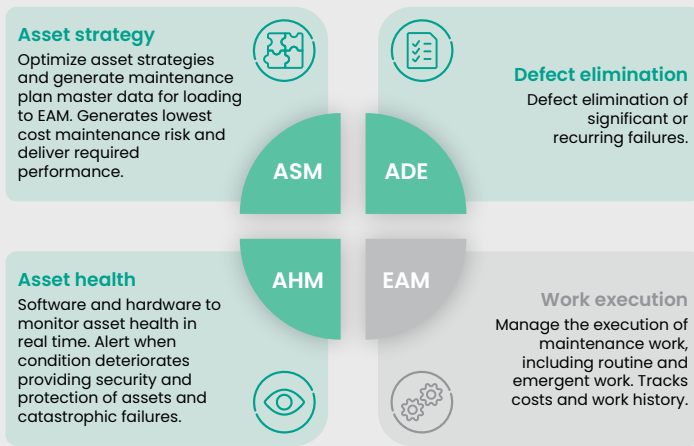 Asset strategy
Optimize asset strategies
and generate maintenance
plan master data for loading
to EAM. Generates lowest
cost maintenance risk and
deliver required
performance.
ASM
ADE
Defect elimination
Defect elimination of
significant or
recurring failures.
Asset health
Software and hardware to
monitor asset health in
real time. Alert when
condition deteriorates
providing security and
protection of assets and
catastrophic failures.
AHM
EAM
Work execution
Manage the execution of
maintenance work,
including routine and
emergent work. Tracks
costs and work history.